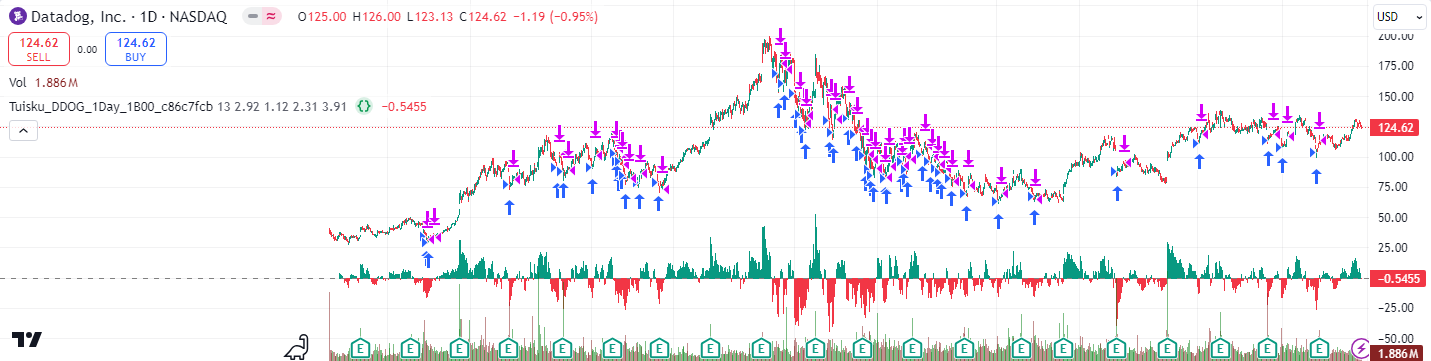 Datadog, Inc. · 1D · NASDAQ O125.00 H126.00 L123.13 C124.62 −1.19 (−0.95%)
USD
124.62 SELL
0.00
124.62 BUY
Vol 1.886M
Tuisku_DDOG_1Day_1B00_c86c7fcb 13 2.92 1.12 2.31 3.91 {} −0.5455
200.00
175.00
150.00
124.62
100.00
75.00
50.00
25.00
−0.5455
−25.00
−50.00
1.886M
E E E E E E E E E E E E E E E E E E E E